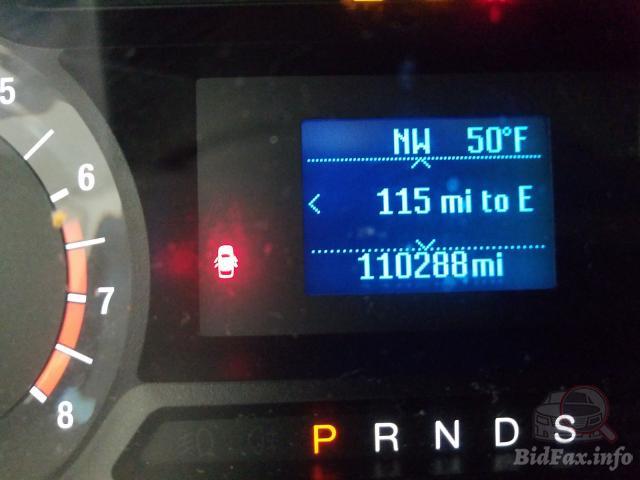 5
6
7
8
NW 50°F
115 mi to E
110288 mi
P R N D S
BidFax.info